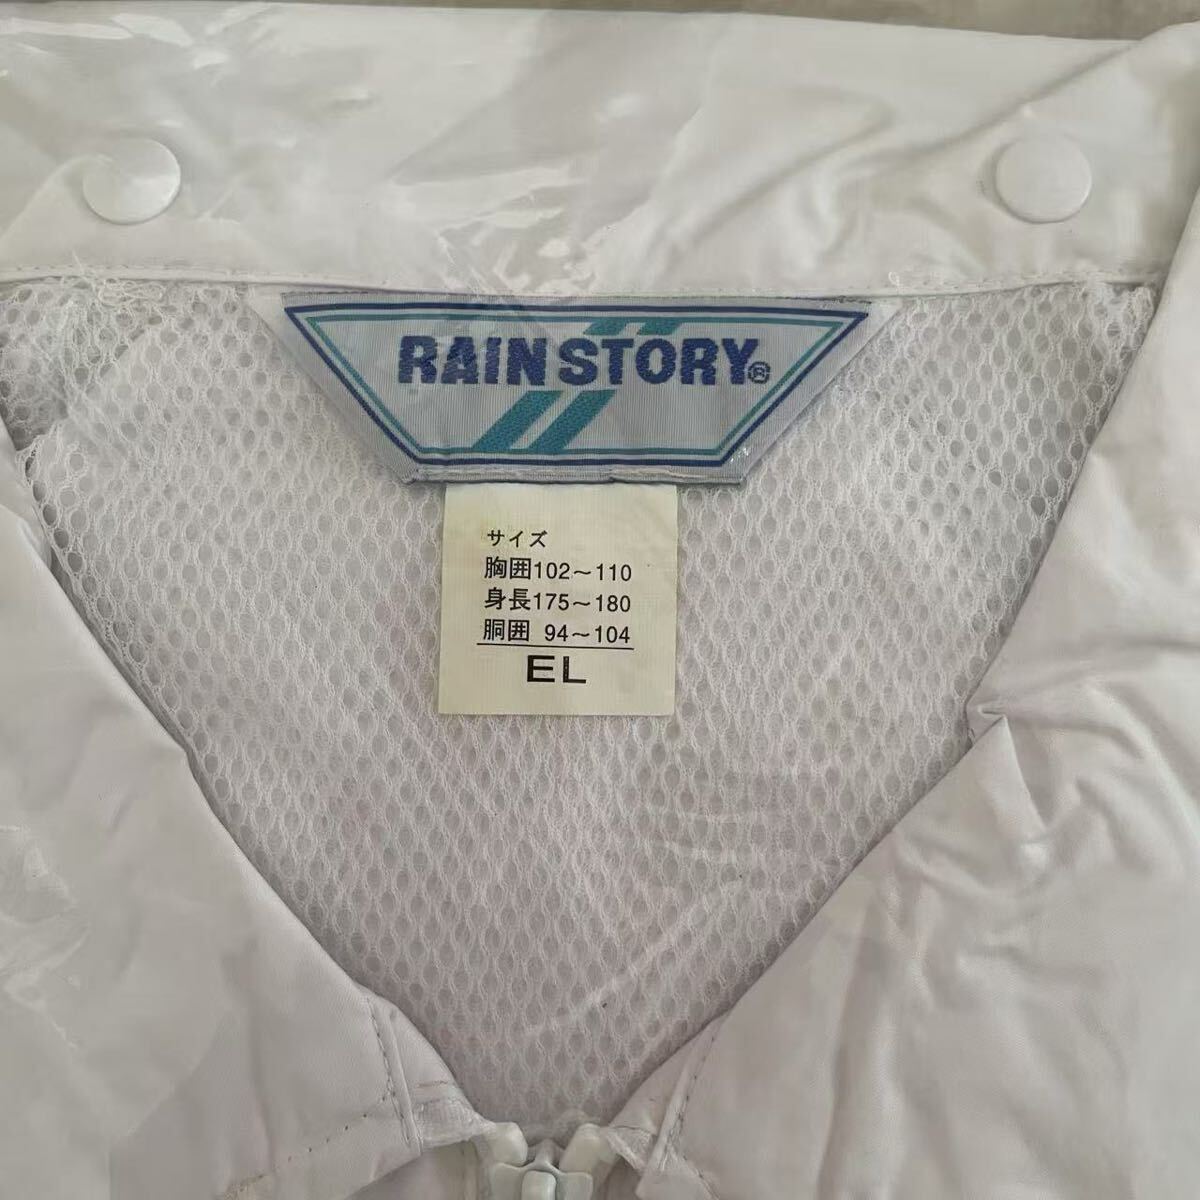 RAIN STORY®
サイズ
胸囲102～110
身長175～180
胴囲 94～104
EL